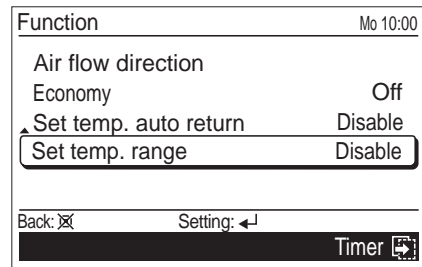 Function Mo 10:00
Air flow direction
Economy Off
Set temp. auto return Disable
Set temp. range Disable
Back: Setting:
Timer